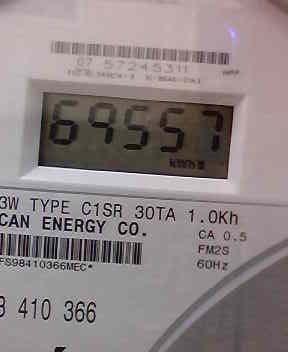 07 57245311
69557
KWH
3W TYPE C1SR 30TA 1.0Kh
CAN ENERGY CO.
CA 0.5
FM2S
60Hz
FS98410366MEC*
8 410 366